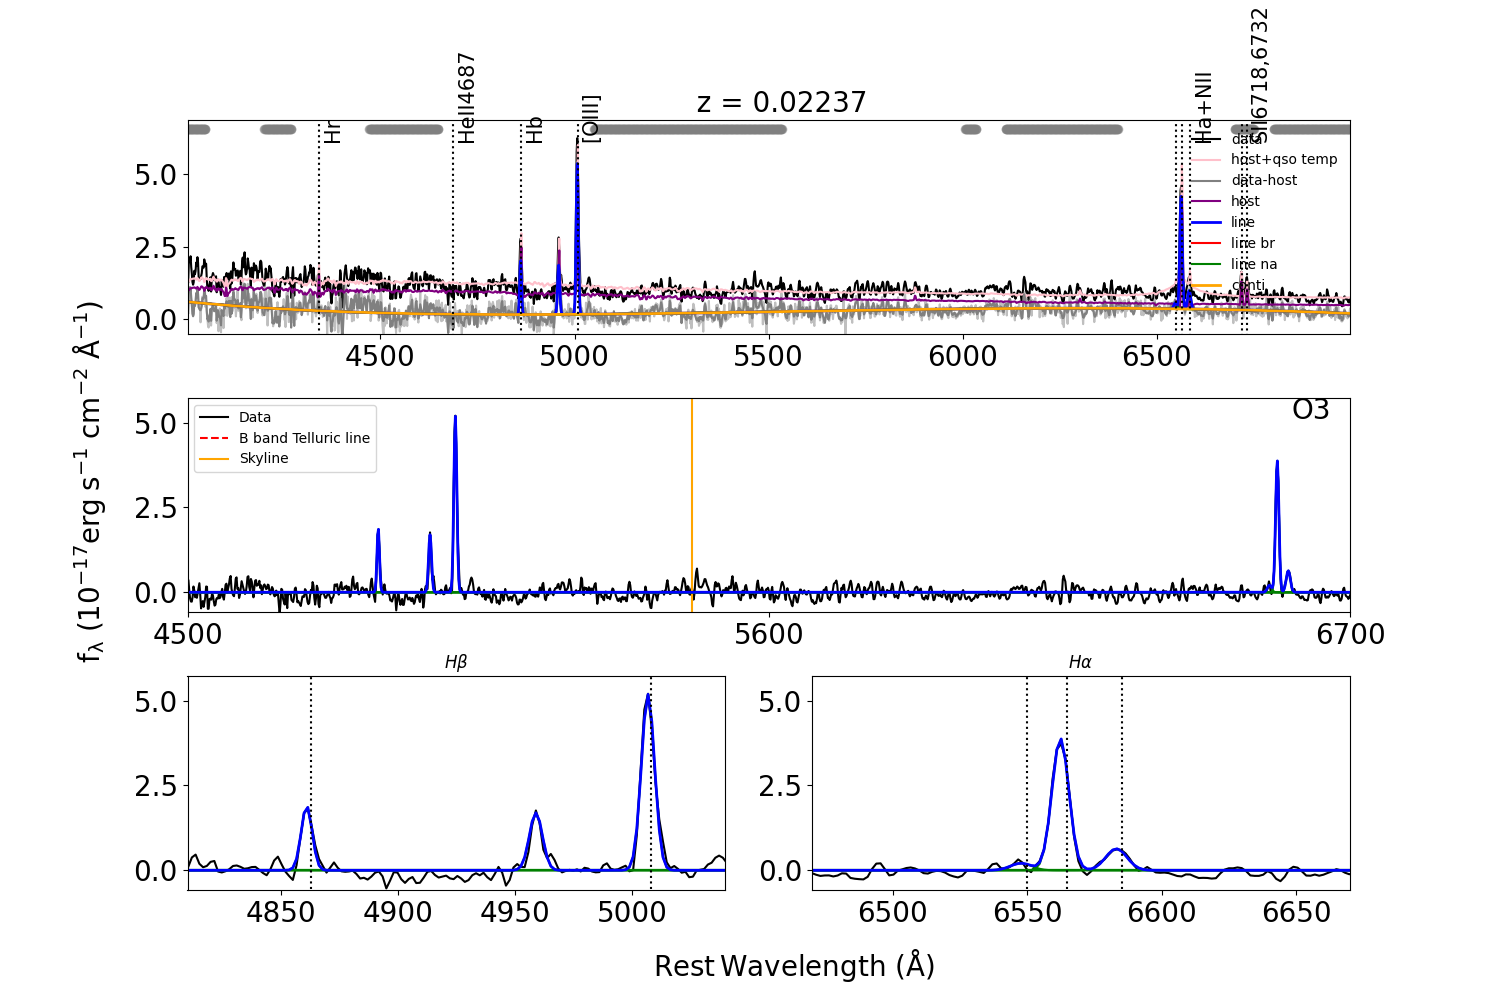 z = 0.02237
Hr
HeII4687
Hb
[OIII]
Ha+NII
SII6718,6732
data
host+qso temp
data-host
host
line
line br
line na
conti
5.0
2.5
0.0
4500 5000 5500 6000 6500
Data
B band Telluric line
Skyline
O3
5.0
2.5
0.0
4500 5600 6700
fλ (10⁻¹⁷erg s⁻¹ cm⁻² Å⁻¹)
Hβ
5.0
2.5
0.0
4850 4900 4950 5000
Hα
5.0
2.5
0.0
6500 6550 6600 6650
Rest Wavelength (Å)